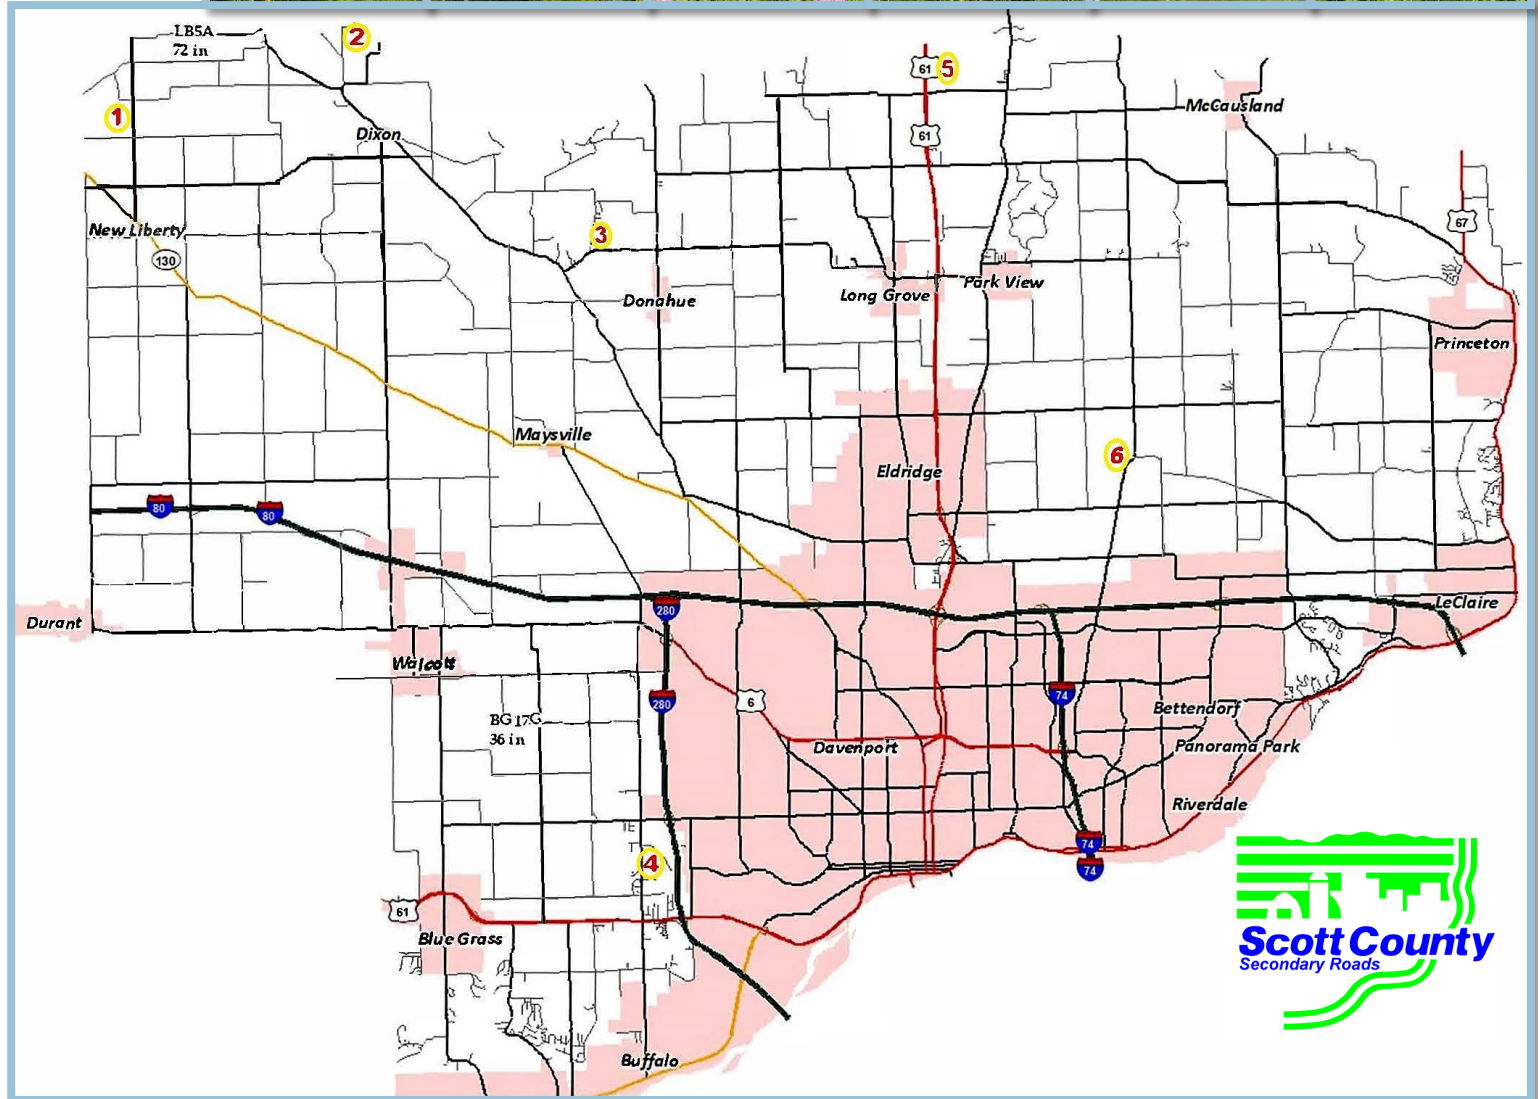 LB5A
72 in
2
61
5
1
McCausland
61
Dixon
67
New Liberty
3
130
Park View
Long Grove
Donahue
Princeton
Maysville
6
Eldridge
80
80
280
LeClaire
Durant
Walcott
280
74
6
Bettendorf
BG 17G
36 in
Davenport
Panorama Park
Riverdale
74
4
74
61
Blue Grass
Scott County
Secondary Roads
Buffalo